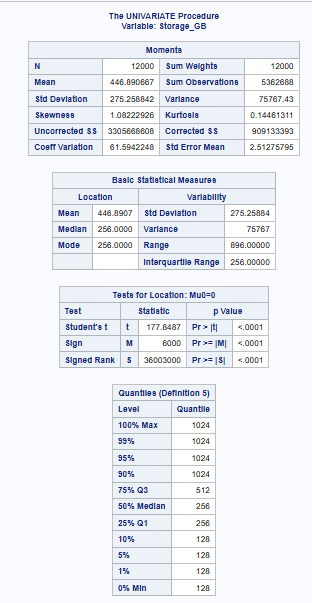 The UNIVARIATE Procedure
Variable: Storage_GB
Moments
N 12000 Sum Weights 12000
Mean 446.890667 Sum Observations 5362688
Std Deviation 275.258842 Variance 75767.43
Skewness 1.08222926 Kurtosis 0.14461311
Uncorrected SS 3305668608 Corrected SS 909133393
Coeff Variation 61.5942248 Std Error Mean 2.51275795
Basic Statistical Measures
Location Variability
Mean 446.8907 Std Deviation 275.25884
Median 256.0000 Variance 75767
Mode 256.0000 Range 896.00000
Interquartile Range 256.00000
Tests for Location: Mu0=0
Test Statistic p Value
Student's t t 177.8487 Pr > |t| <.0001
Sign M 6000 Pr >= |M| <.0001
Signed Rank S 36003000 Pr >= |S| <.0001
Quantiles (Definition 5)
Level Quantile
100% Max 1024
99% 1024
95% 1024
90% 1024
75% Q3 512
50% Median 256
25% Q1 256
10% 128
5% 128
1% 128
0% Min 128